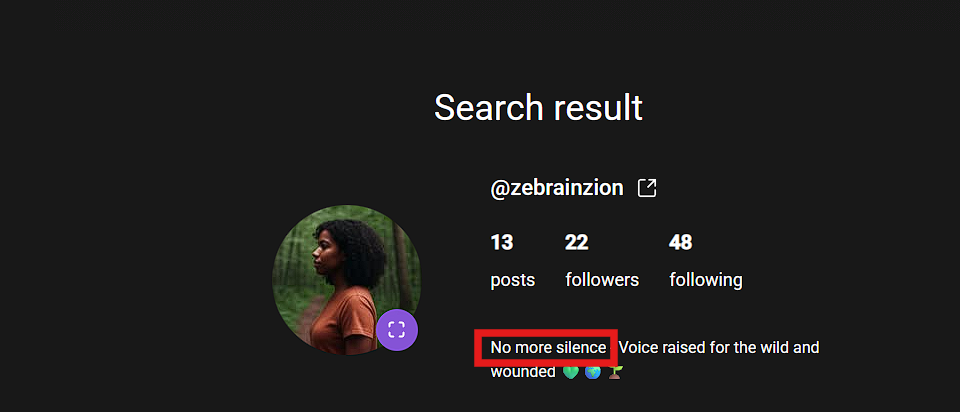 Search result
@zebrainzion
13 22 48
posts followers following
No more silence Voice raised for the wild and
wounded 💚 🌍 🌱